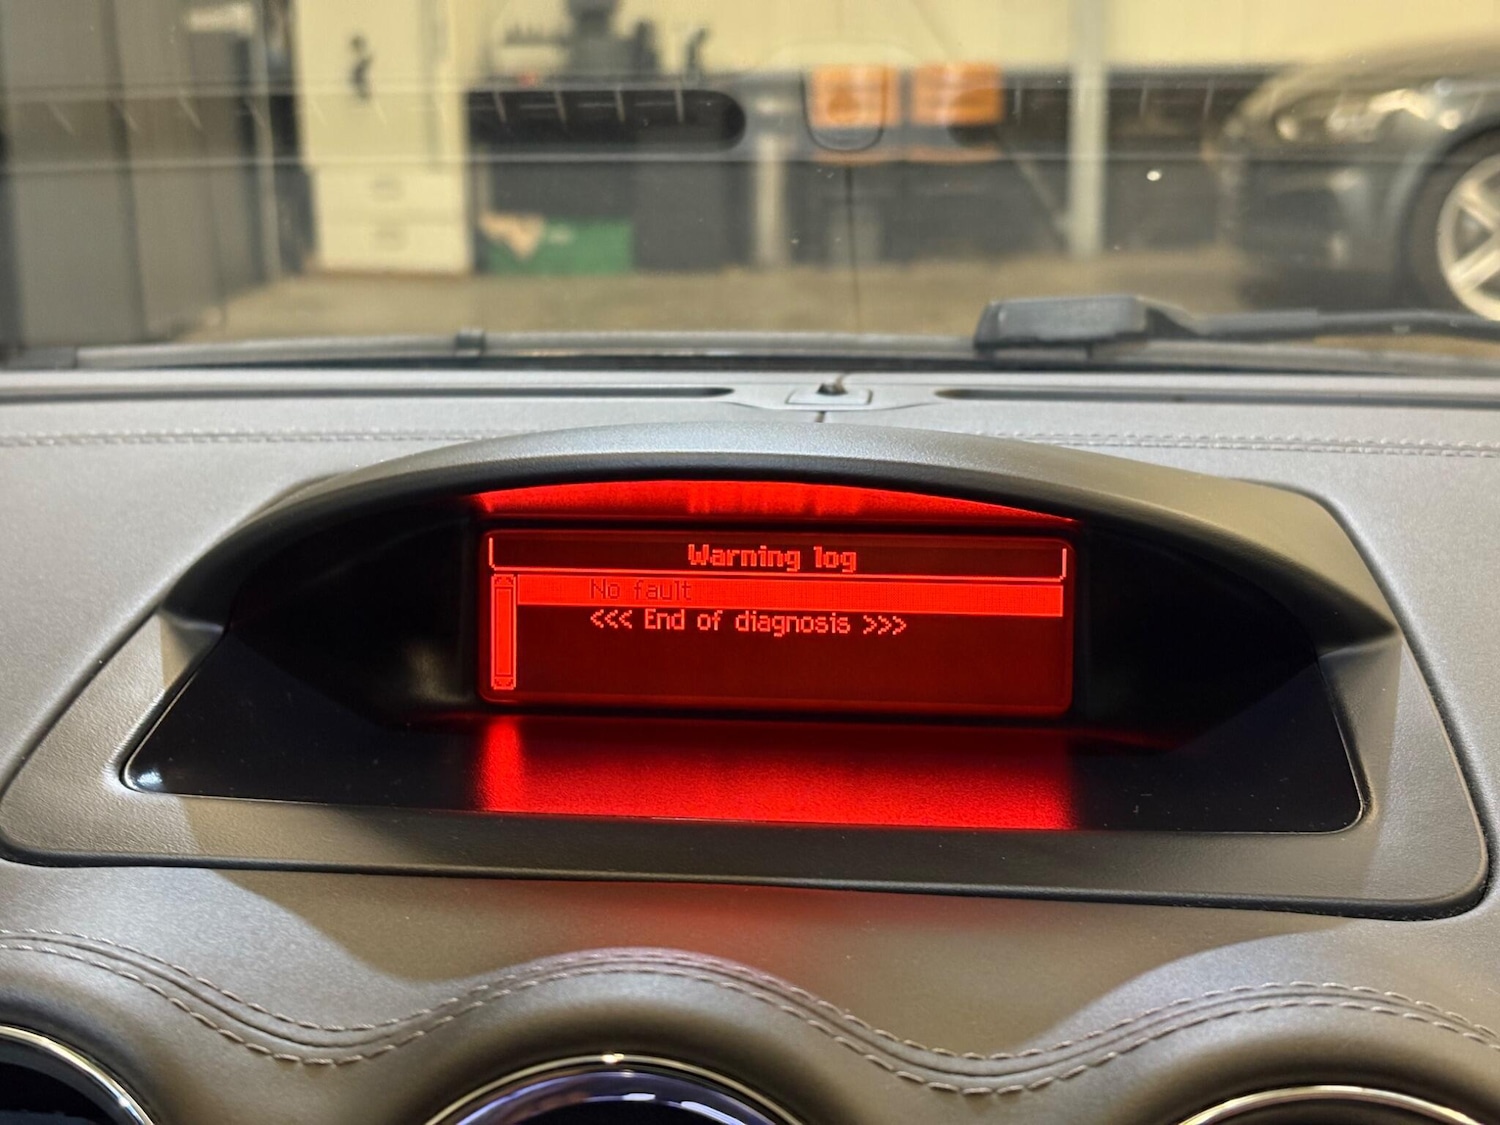 Warning log
No fault
<<< End of diagnosis >>>